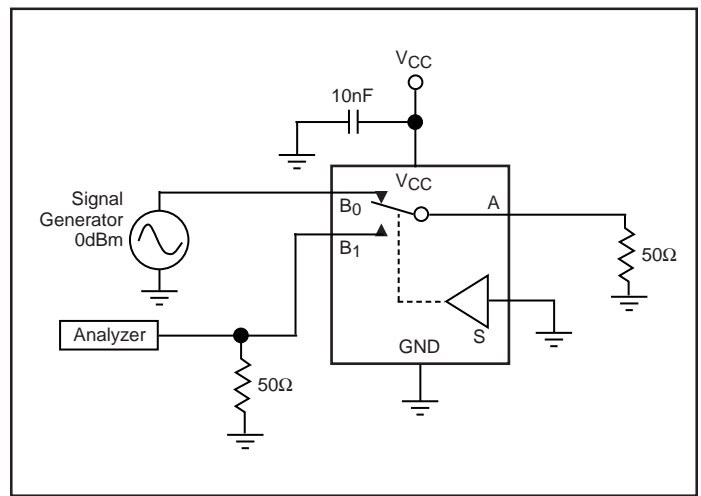 VCC
10nF
VCC
Signal
Generator
0dBm
B0
A
B1
50Ω
Analyzer
S
GND
50Ω